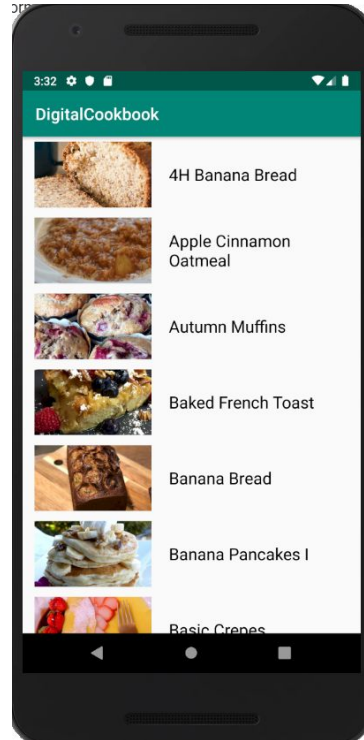 3:32
DigitalCookbook
4H Banana Bread
Apple Cinnamon
Oatmeal
Autumn Muffins
Baked French Toast
Banana Bread
Banana Pancakes I
Basic Crepes